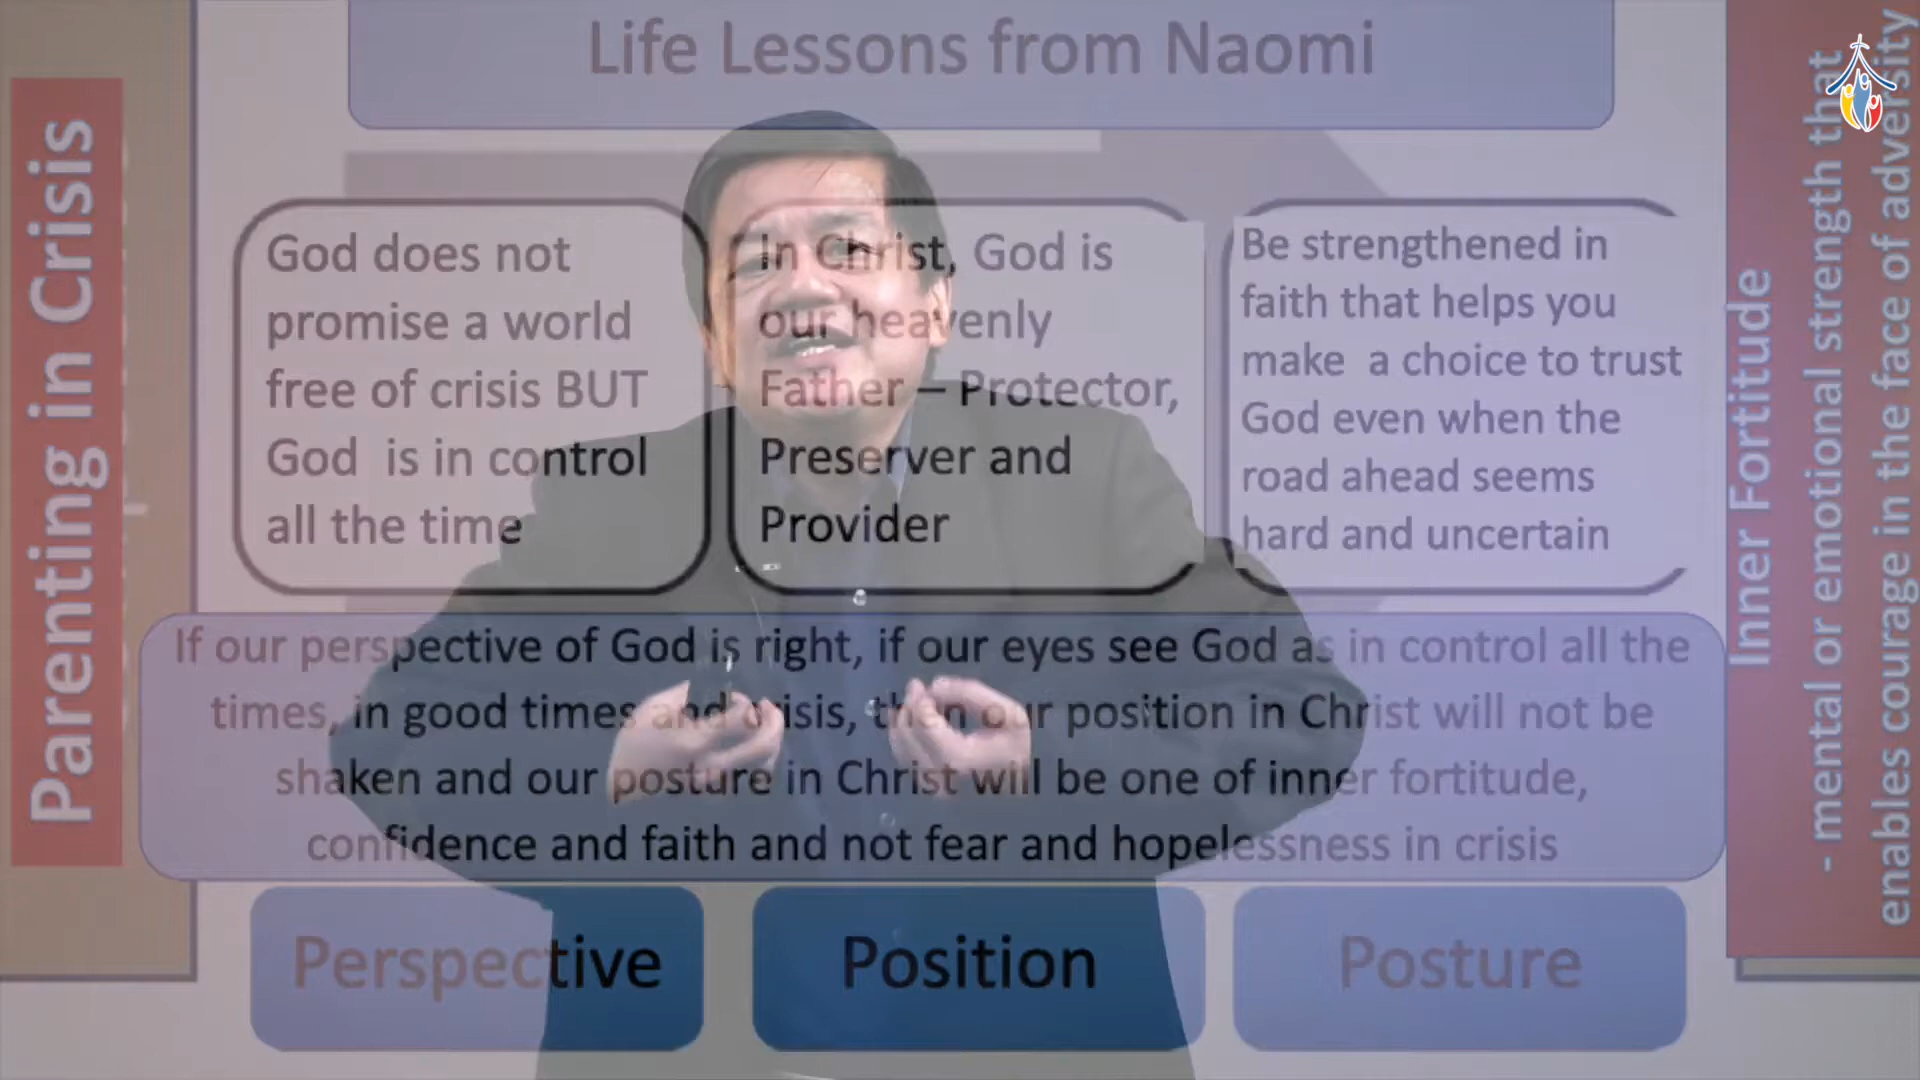 Life Lessons from Naomi
Parenting in Crisis
God does not
promise a world
free of crisis BUT
God is in control
all the time
In Christ, God is
our heavenly
Father – Protector,
Preserver and
Provider
Be strengthened in
faith that helps you
make a choice to trust
God even when the
road ahead seems
hard and uncertain
If our perspective of God is right, if our eyes see God as in control all the
times, in good times and crisis, then our position in Christ will not be
shaken and our posture in Christ will be one of inner fortitude,
confidence and faith and not fear and hopelessness in crisis
Perspective
Position
Posture
Inner Fortitude
- mental or emotional strength that
enables courage in the face of adversity